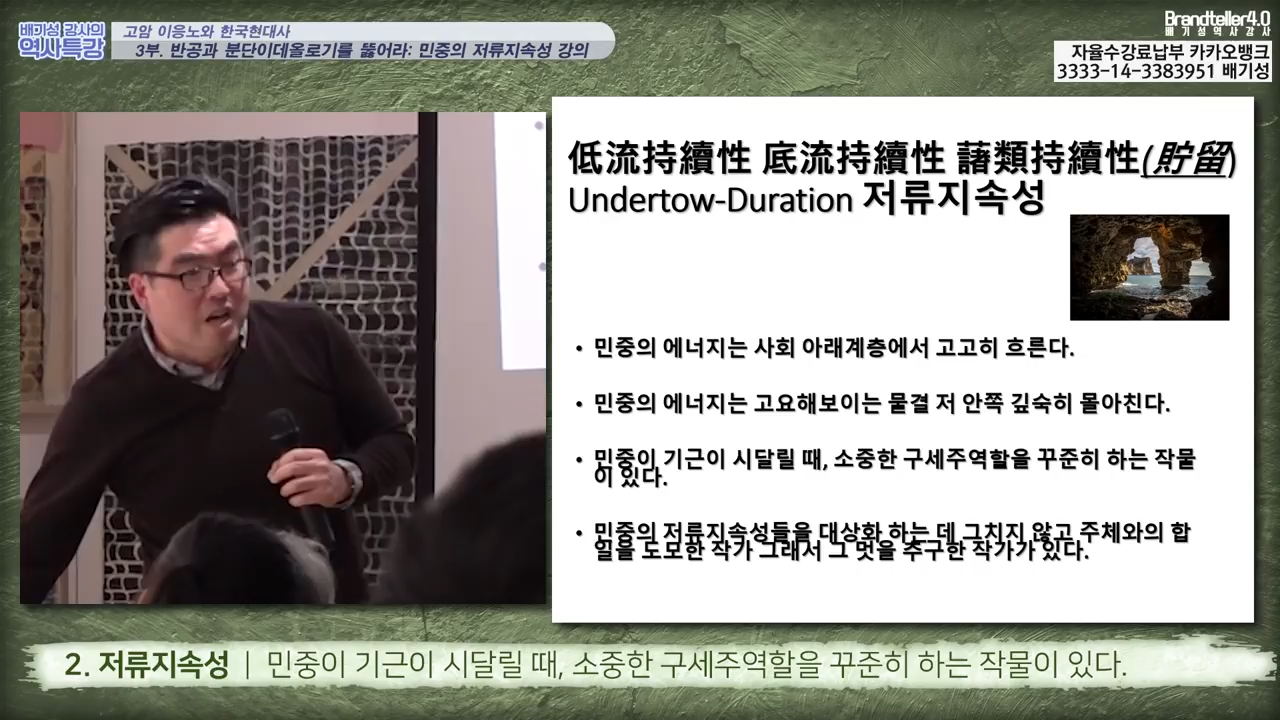 배기성 강사의
역사특강
고암 이응노와 한국현대사
3부. 반공과 분단이데올로기를 뚫어라: 민중의 저류지속성 강의
Brandteller4.0
배기성역사강사
자율수강료납부 카카오뱅크
3333-14-3383951 배기성
低流持續性 底流持續性 藷類持續性(貯留)
Undertow-Duration 저류지속성
• 민중의 에너지는 사회 아래계층에서 고고히 흐른다.
• 민중의 에너지는 고요해보이는 물결 저 안쪽 깊숙히 몰아친다.
• 민중이 기근이 시달릴 때, 소중한 구세주역할을 꾸준히 하는 작물
이 있다.
• 민중의 저류지속성들을 대상화 하는 데 그치지 않고 주체와의 합
일을 도모한 작가 그래서 그 멋을 추구한 작가가 있다.
2. 저류지속성 | 민중이 기근이 시달릴 때, 소중한 구세주역할을 꾸준히 하는 작물이 있다.